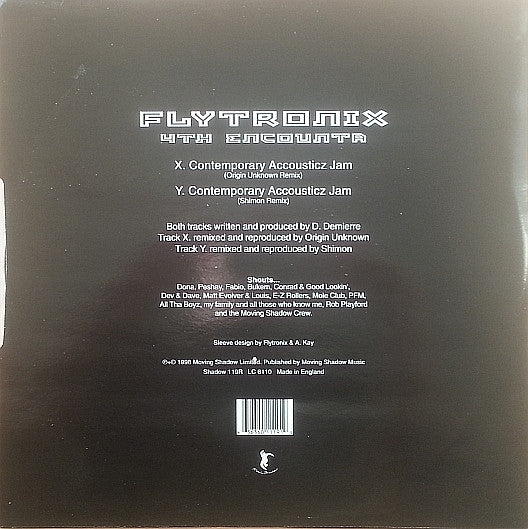 FLYTRONIX
4TH ENCOUNTA
X. Contemporary Accousticz Jam
(Origin Unknown Remix)
Y. Contemporary Accousticz Jam
(Shimon Remix)
Both tracks written and produced by D. Demierre
Track X. remixed and reproduced by Origin Unknown
Track Y. remixed and reproduced by Shimon
Shouts...
Dona, Peshay, Fabio, Bukem, Conrad & Good Lookin',
Dev & Dave, Matt Evolver & Louis, E-Z Rollers, Mole Club, PFM,
All Tha Boyz, my family and all those who know me, Rob Playford
and the Moving Shadow Crew.
Sleeve design by Flytronix & A. Kay
℗+© 1998 Moving Shadow Limited. Published by Moving Shadow Music
Shadow 119R LC 6110 Made in England